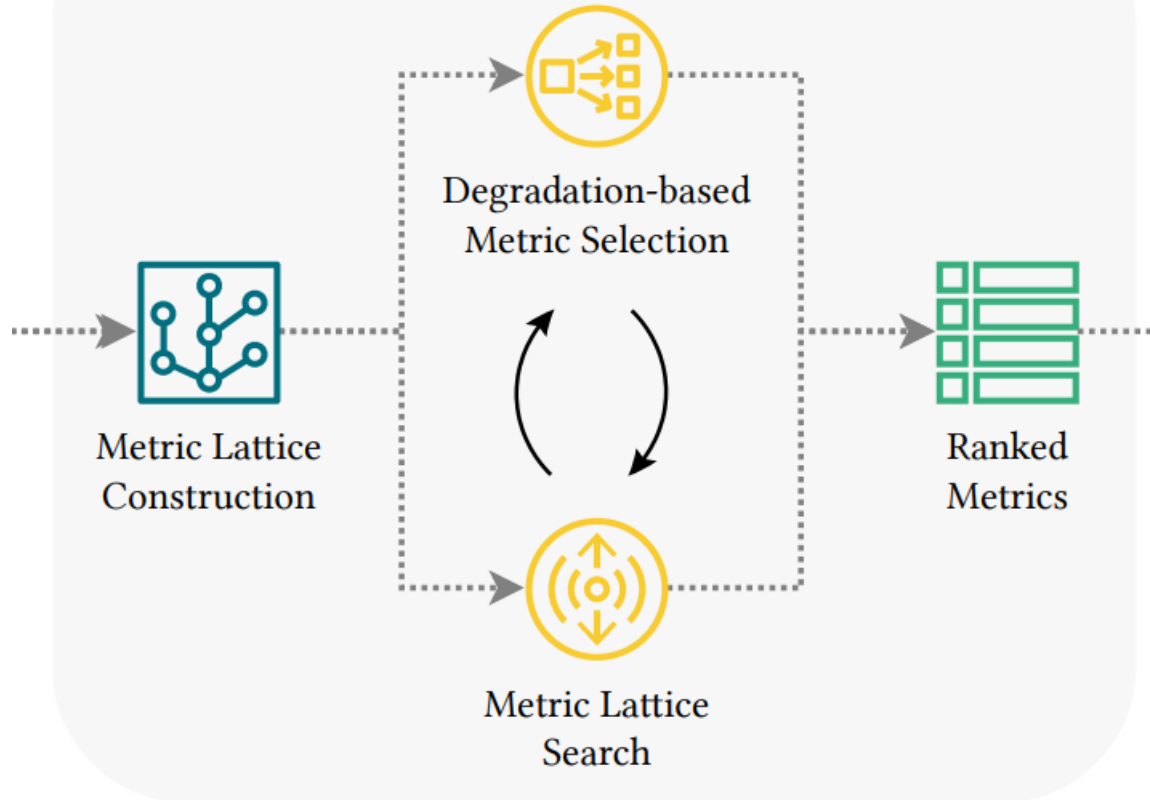 Degradation-based
Metric Selection
Metric Lattice
Construction
Ranked
Metrics
Metric Lattice
Search